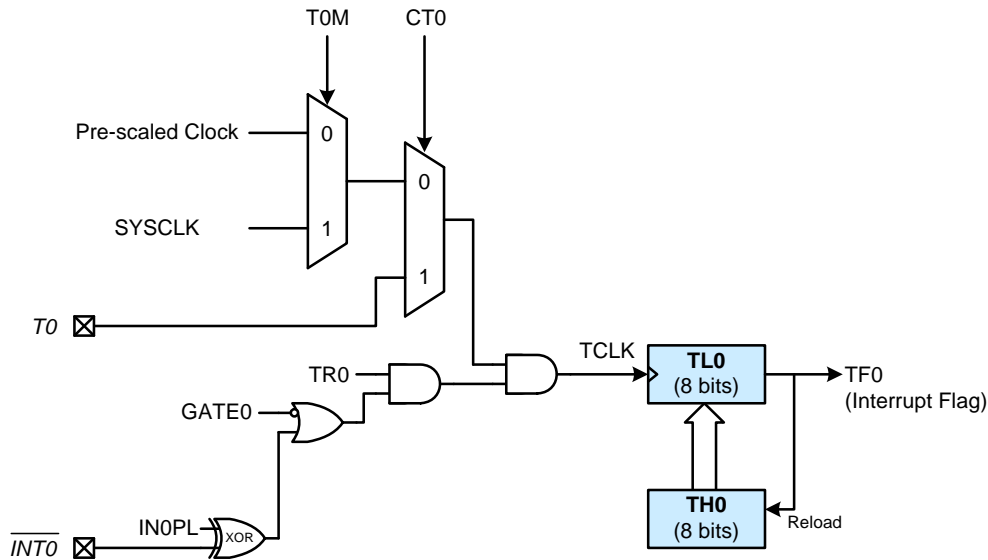 T0M
CT0
Pre-scaled Clock
0
0
SYSCLK
1
1
T0
TR0
TCLK
TL0
(8 bits)
TF0
(Interrupt Flag)
GATE0
IN0PL
XOR
INT0
TH0
(8 bits)
Reload